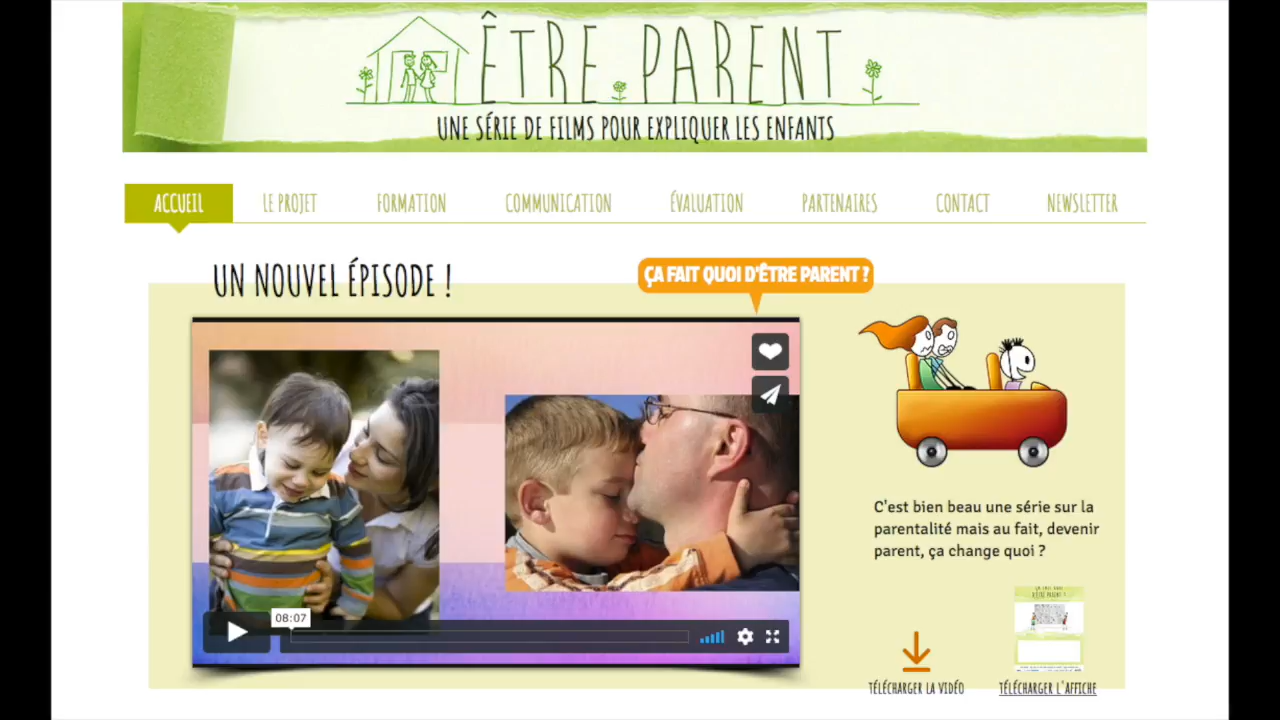 ÊTRE PARENT
UNE SÉRIE DE FILMS POUR EXPLIQUER LES ENFANTS
ACCUEIL LE PROJET FORMATION COMMUNICATION ÉVALUATION PARTENAIRES CONTACT NEWSLETTER
UN NOUVEL ÉPISODE !
ÇA FAIT QUOI D'ÊTRE PARENT ?
C'est bien beau une série sur la
parentalité mais au fait, devenir
parent, ça change quoi ?
08:07
TÉLÉCHARGER LA VIDÉO
TÉLÉCHARGER L'AFFICHE